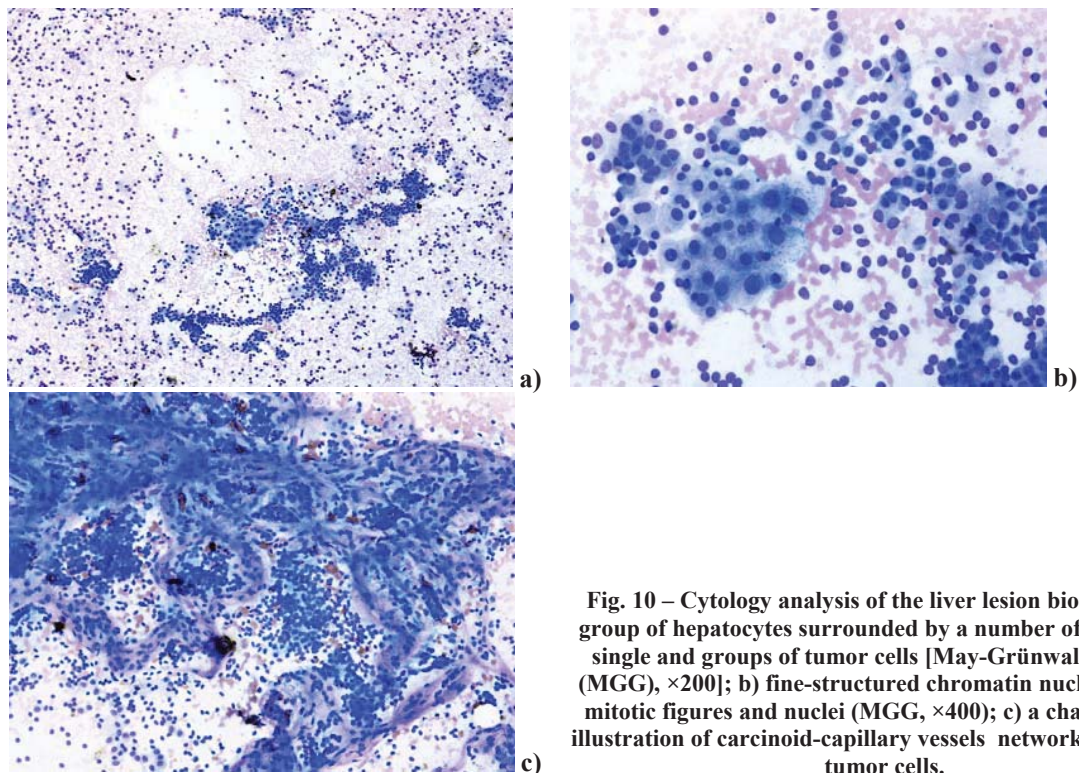 a)
b)
c)
Fig. 10 – Cytology analysis of the liver lesion bio
group of hepatocytes surrounded by a number of
single and groups of tumor cells [May-Grünwal
(MGG), ×200]; b) fine-structured chromatin nucl
mitotic figures and nuclei (MGG, ×400); c) a cha
illustration of carcinoid-capillary vessels network
tumor cells.